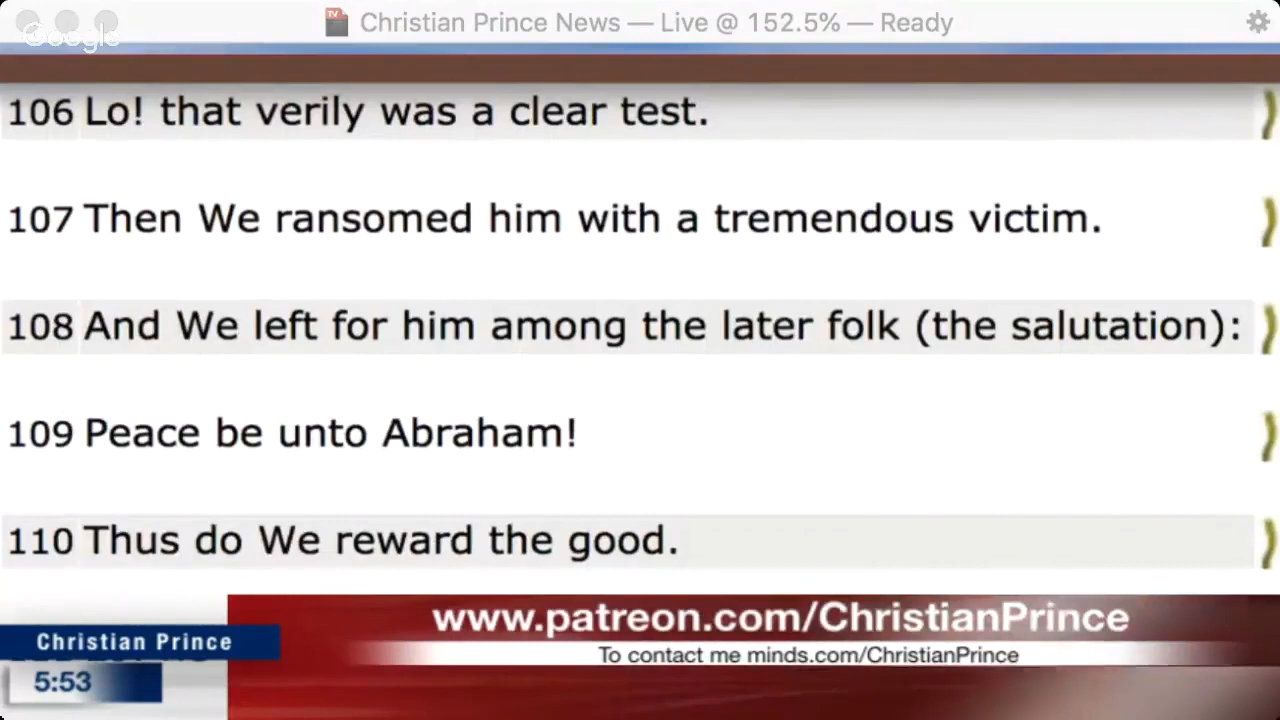 Google
Christian Prince News — Live @ 152.5% — Ready
106 Lo! that verily was a clear test.
107 Then We ransomed him with a tremendous victim.
108 And We left for him among the later folk (the salutation):
109 Peace be unto Abraham!
110 Thus do We reward the good.
www.patreon.com/ChristianPrince
To contact me minds.com/ChristianPrince
Christian Prince
5:53